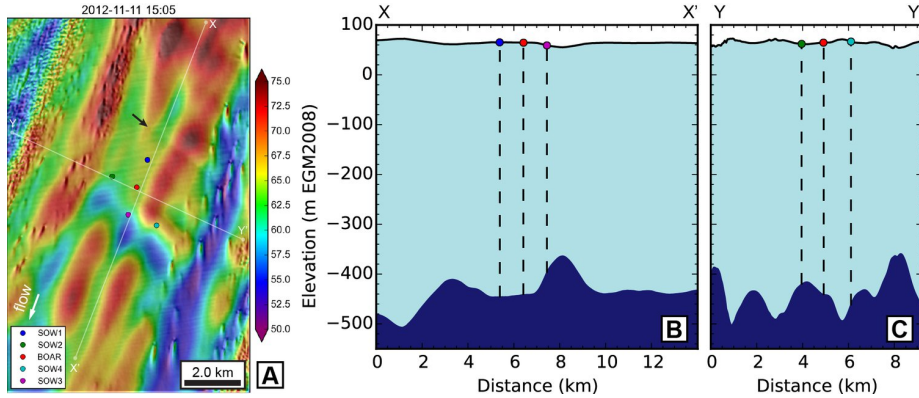 2012-11-11 15:05
X
Y
Y'
X'
flow
SOW1
SOW2
BOAR
SOW4
SOW3
2.0 km
A
75.0
72.5
70.0
67.5
65.0
62.5
60.0
57.5
55.0
52.5
50.0
X X'
Elevation (m EGM2008)
100
0
−100
−200
−300
−400
−500
B
0 2 4 6 8 10 12
Distance (km)
Y Y
C
0 2 4 6 8
Distance (km)